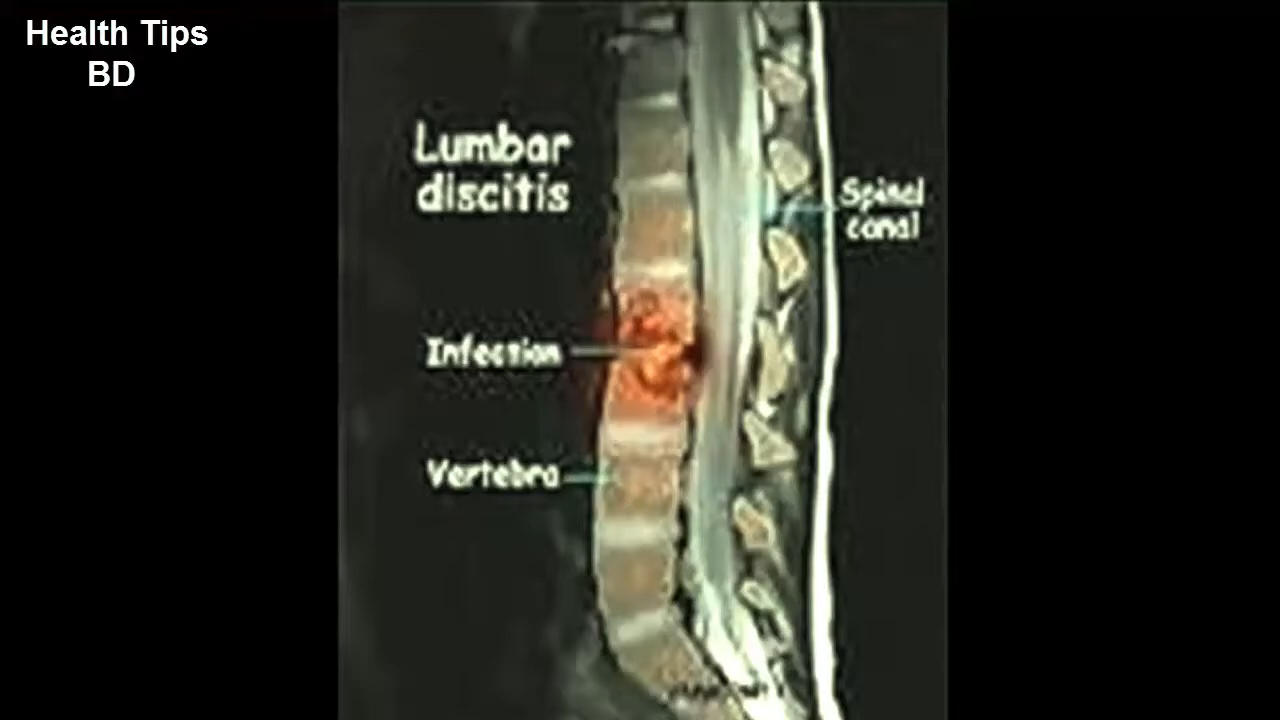 Health Tips
BD
Lumbar
discitis
Spinal
canal
Infection
Vertebra